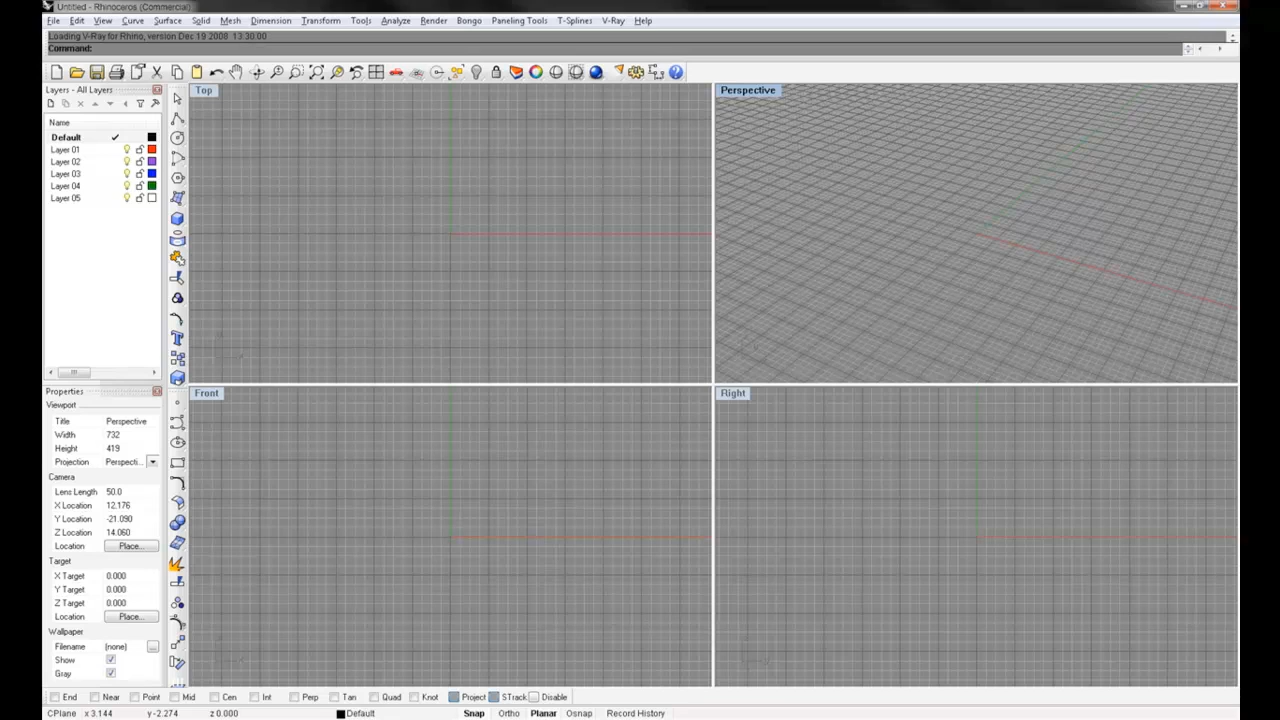 Untitled - Rhinoceros (Commercial)
File Edit View Curve Surface Solid Mesh Dimension Transform Tools Analyze Render Bongo Paneling Tools T-Splines V-Ray Help
Loading V-Ray for Rhino, version Dec 19 2008 13:30:00
Command:
Layers - All Layers
Name
Default
Layer 01
Layer 02
Layer 03
Layer 04
Layer 05
Top
Perspective
Front
Right
Properties
Viewport
Title Perspective
Width 732
Height 419
Projection Perspecti...
Camera
Lens Length 50.0
X Location 12.176
Y Location -21.090
Z Location 14.060
Location Place...
Target
X Target 0.000
Y Target 0.000
Z Target 0.000
Location Place...
Wallpaper
Filename (none) ...
Show
Gray
End Near Point Mid Cen Int Perp Tan Quad Knot Project STrack Disable
CPlane x 3.144 y -2.274 z 0.000 Default Snap Ortho Planar Osnap Record History